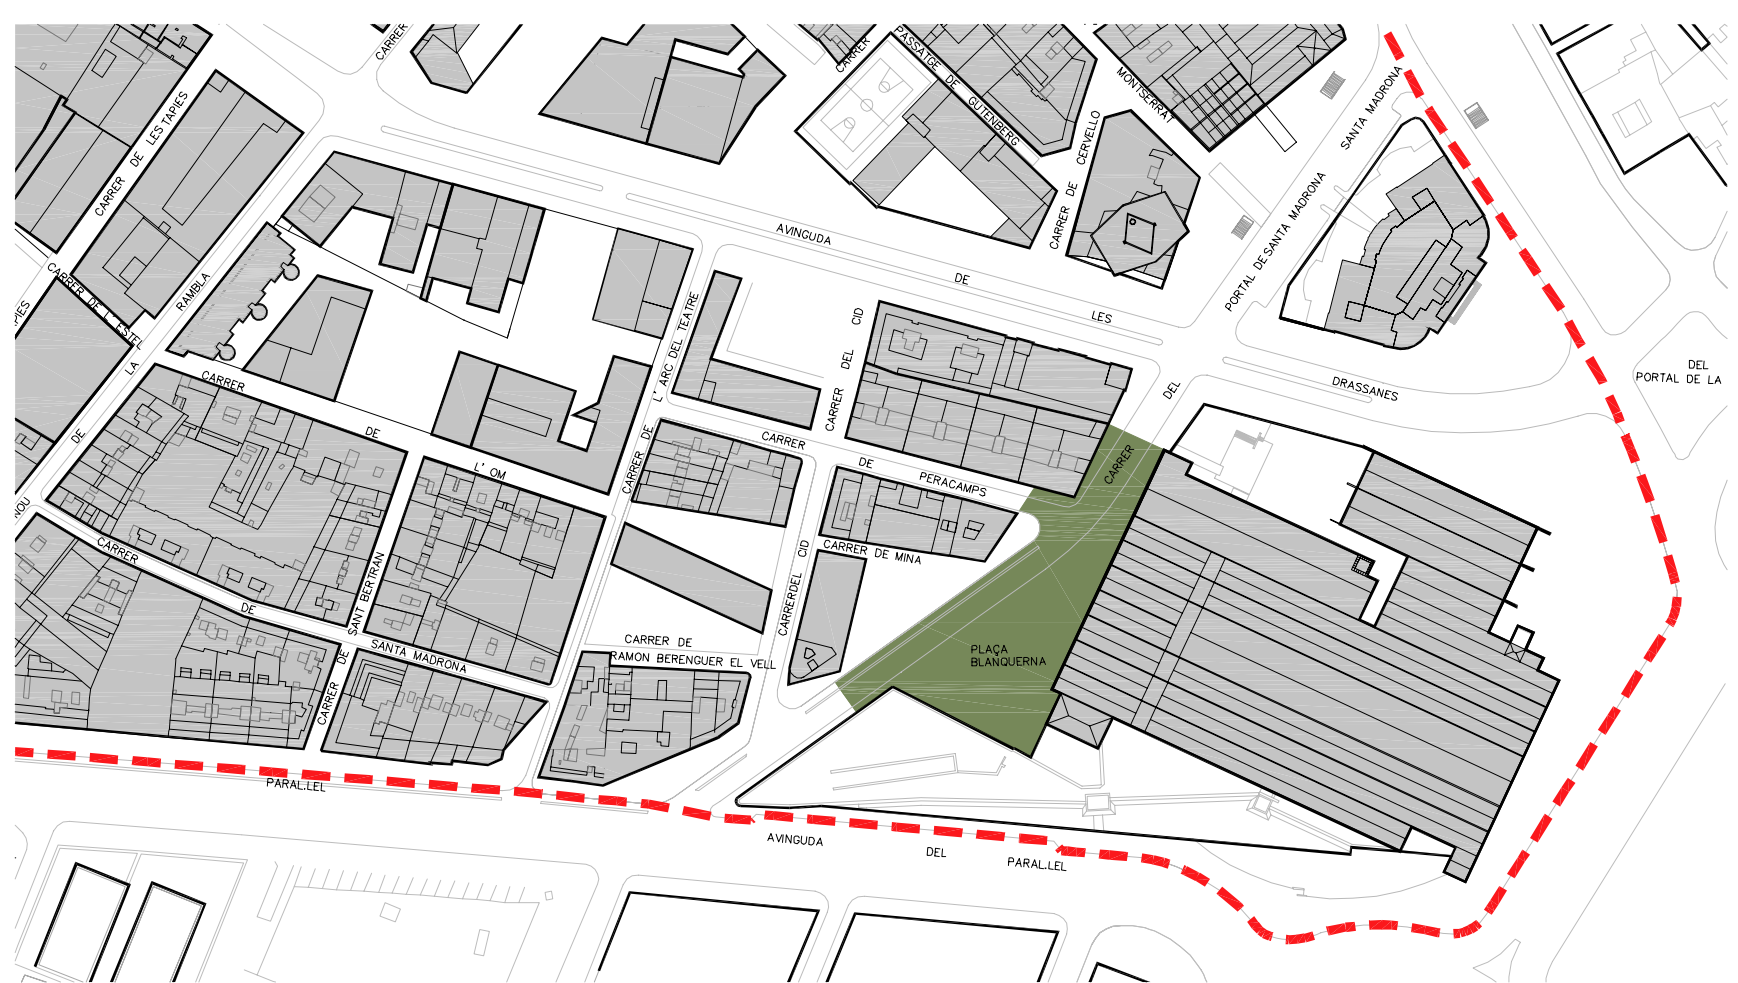 CARRER
CARRER
PASSATGE DE GUTENBERG
MONTSERRAT
SANTA MADRONA
CARRER DE LES TAPIES
CARRER DE CERVELLO
PORTAL DE SANTA MADRONA
AVINGUDA
DE
LES
DRASSANES
CARRER DE L' ESTEL
RAMBLA
LA
DE
NOU
CARRER DE L' ARC DEL TEATRE
CARRER DEL CID
DEL
CARRER
DEL
PORTAL DE LA
CARRER
DE
L' OM
CARRER
DE
PERACAMPS
CARRER DE MINA
CARRER DEL CID
CARRER
DE
SANTA MADRONA
CARRER DE SANT BERTRAN
CARRER DE
RAMON BERENGUER EL VELL
PLAÇA
BLANQUERNA
PARAL.LEL
AVINGUDA
DEL
PARAL.LEL